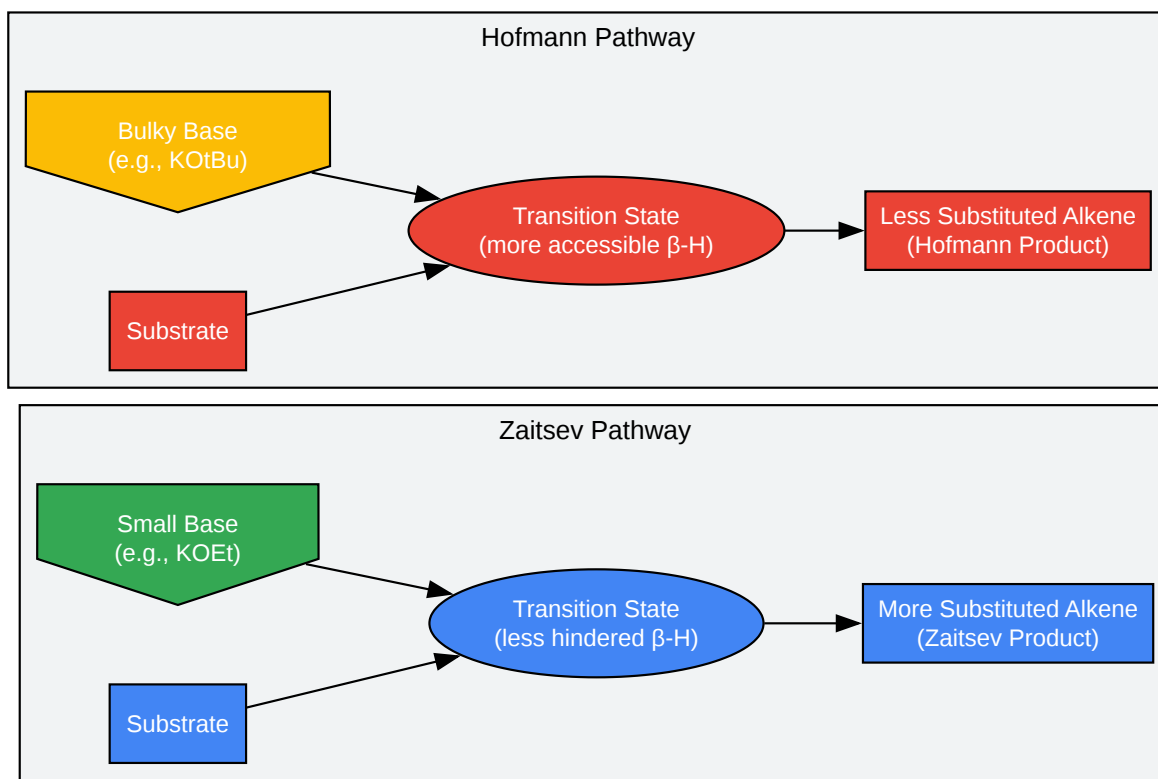 Hofmann Pathway
Bulky Base
(e.g., KOtBu)
Transition State
(more accessible β-H)
Less Substituted Alkene
(Hofmann Product)
Substrate
Zaitsev Pathway
Small Base
(e.g., KOEt)
Transition State
(less hindered β-H)
More Substituted Alkene
(Zaitsev Product)
Substrate